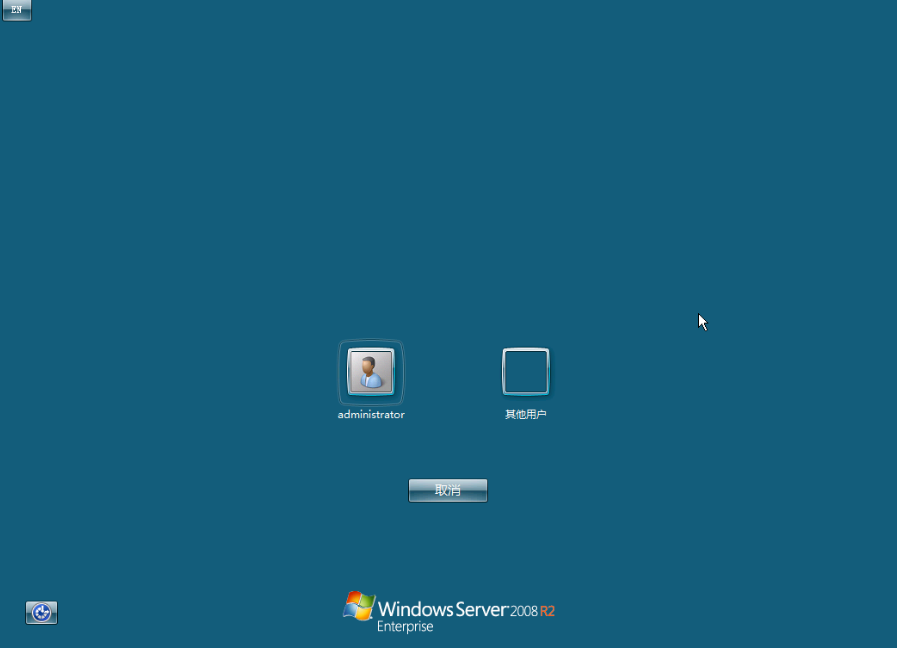 EN
administrator
其他用户
取消
Windows Server 2008 R2
Enterprise